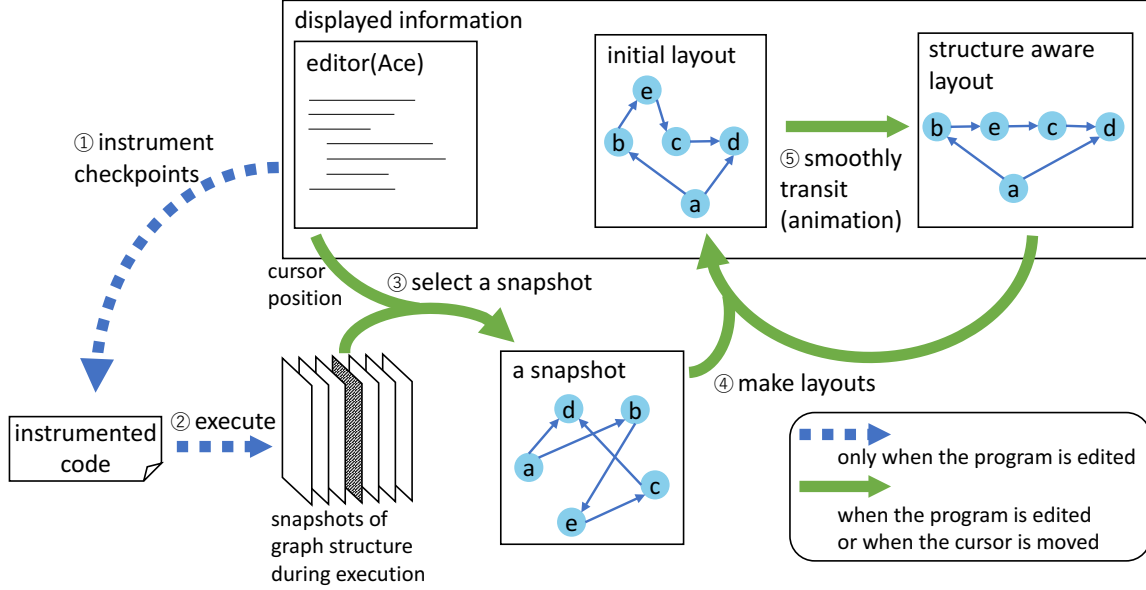 displayed information
editor(Ace)
initial layout
e
b
c
d
a
structure aware
layout
b
e
c
d
a
① instrument
checkpoints
⑤ smoothly
transit
(animation)
cursor
position
③ select a snapshot
④ make layouts
a snapshot
d
b
a
c
e
instrumented
code
② execute
snapshots of
graph structure
during execution
only when the program is edited
when the program is edited
or when the cursor is moved